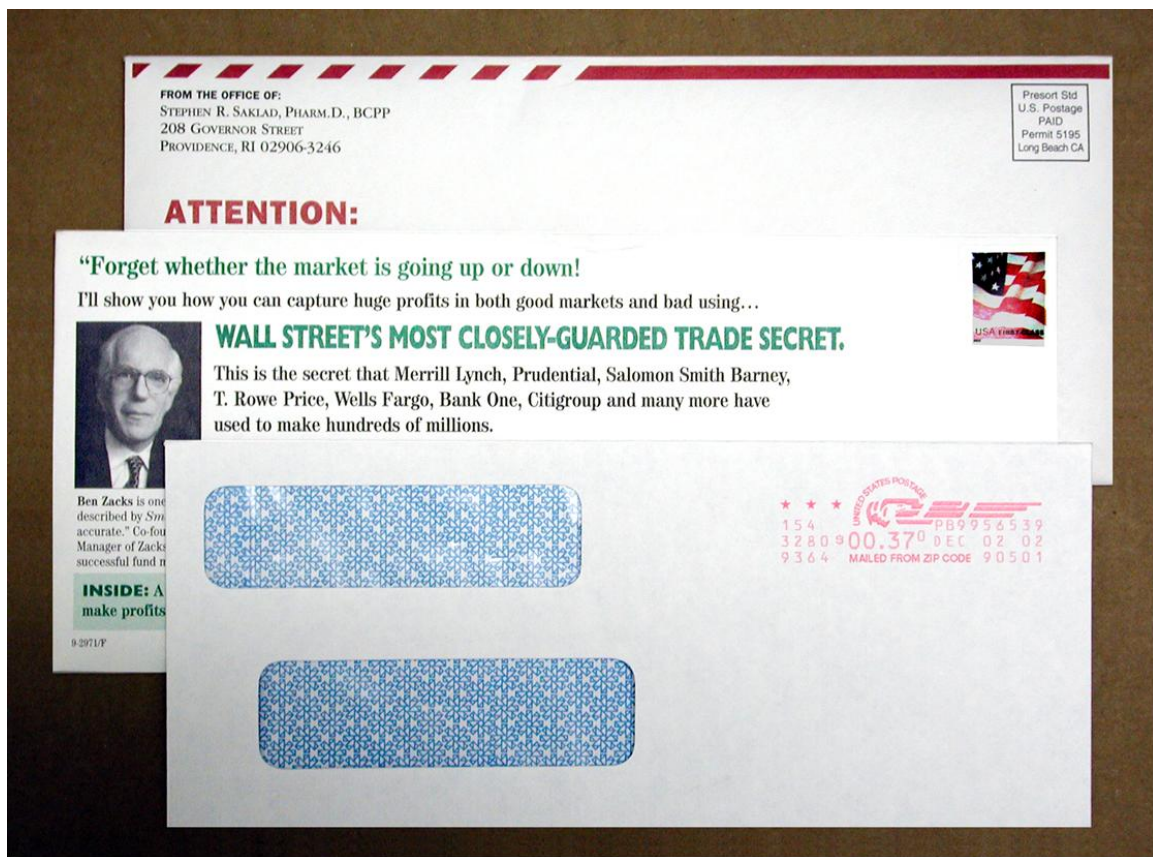 FROM THE OFFICE OF:
STEPHEN R. SAKLAD, PHARM.D., BCPP
208 GOVERNOR STREET
PROVIDENCE, RI 02906-3246
Presort Std
U.S. Postage
PAID
Permit 5195
Long Beach CA
ATTENTION:
“Forget whether the market is going up or down!
I'll show you how you can capture huge profits in both good markets and bad using…
WALL STREET'S MOST CLOSELY-GUARDED TRADE SECRET.
This is the secret that Merrill Lynch, Prudential, Salomon Smith Barney,
T. Rowe Price, Wells Fargo, Bank One, Citigroup and many more have
used to make hundreds of millions.
USA FIRST-CLASS
Ben Zacks is one
described by Sm
accurate.” Co-fou
Manager of Zacks
successful fund m
INSIDE: A
make profits
9-2971/F
UNITED STATES POSTAGE
★ ★ ★
154 PB9956539
3280 9 00.37⁰ DEC 02 02
9364 MAILED FROM ZIP CODE 90501